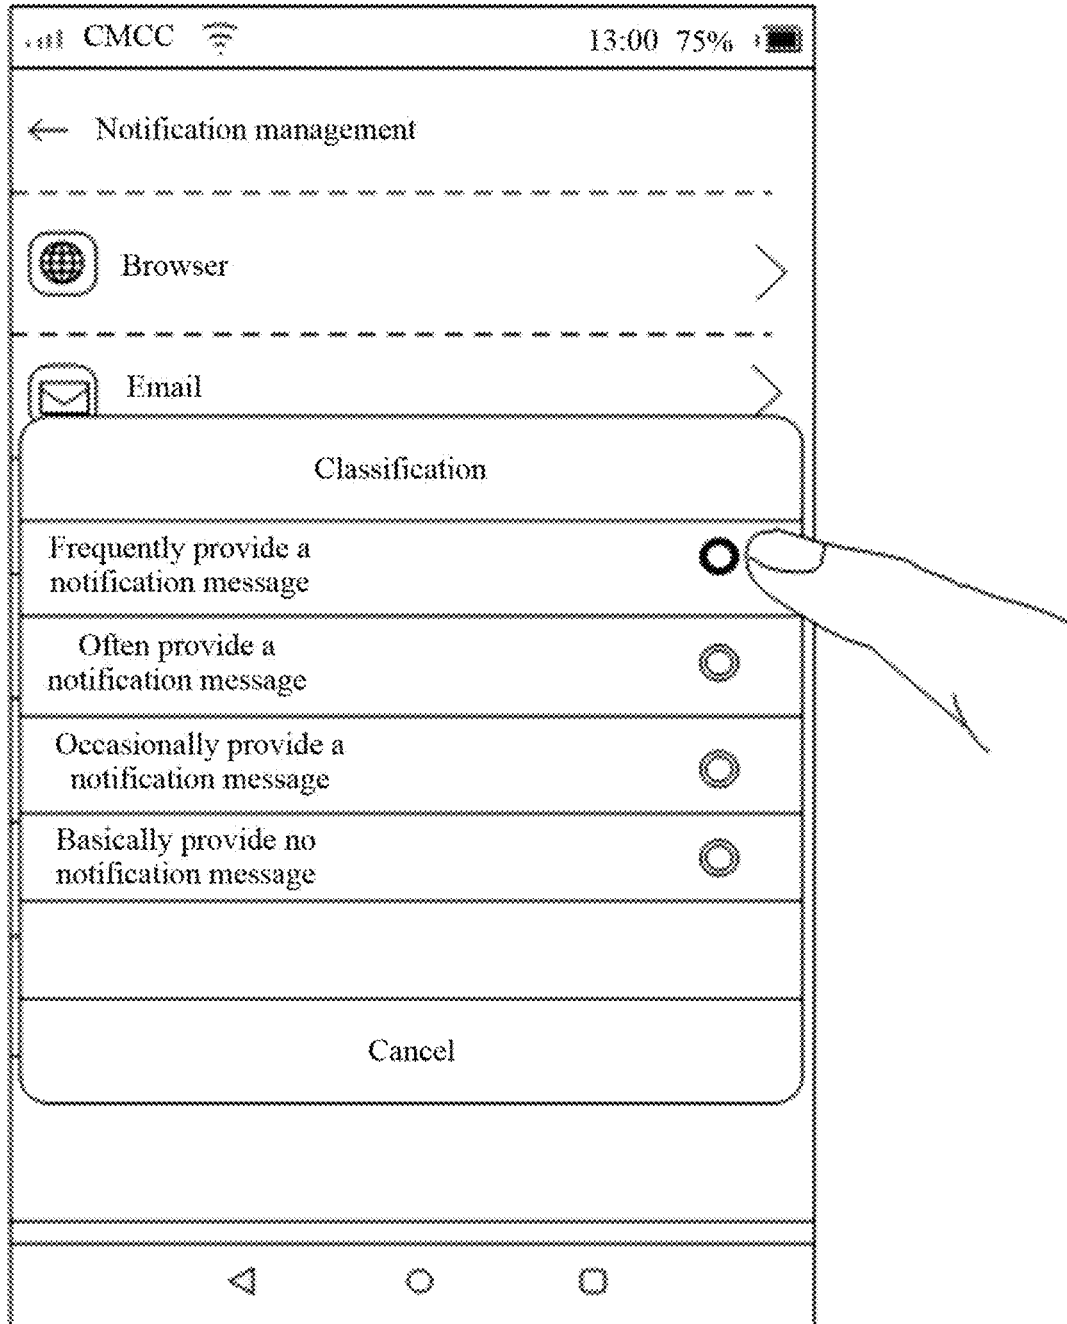 CMCC 13:00 75%
Notification management
Browser
Email
Classification
Frequently provide a
notification message
Often provide a
notification message
Occasionally provide a
notification message
Basically provide no
notification message
Cancel